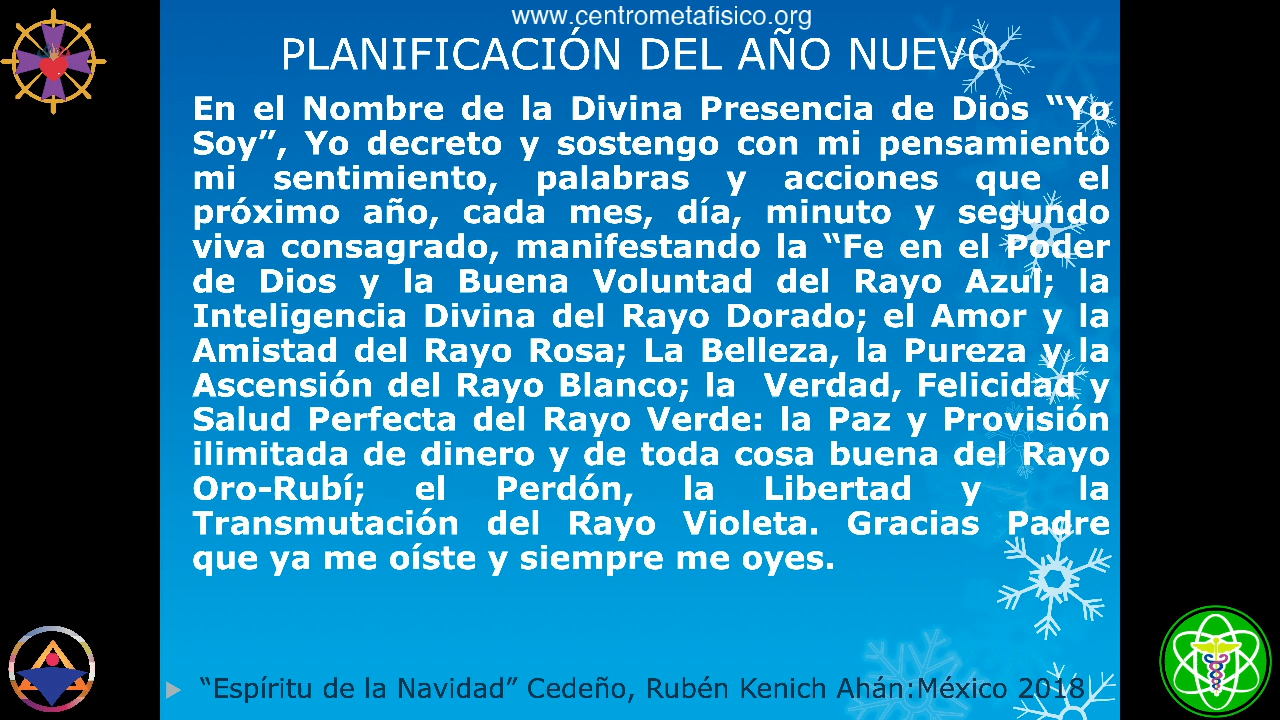 www.centrometafisico.org
PLANIFICACIÓN DEL AÑO NUEVO
En el Nombre de la Divina Presencia de Dios “Yo
Soy”, Yo decreto y sostengo con mi pensamiento
mi sentimiento, palabras y acciones que el
próximo año, cada mes, día, minuto y segundo
viva consagrado, manifestando la “Fe en el Poder
de Dios y la Buena Voluntad del Rayo Azul; la
Inteligencia Divina del Rayo Dorado; el Amor y la
Amistad del Rayo Rosa; La Belleza, la Pureza y la
Ascensión del Rayo Blanco; la Verdad, Felicidad y
Salud Perfecta del Rayo Verde: la Paz y Provisión
ilimitada de dinero y de toda cosa buena del Rayo
Oro-Rubí; el Perdón, la Libertad y la
Transmutación del Rayo Violeta. Gracias Padre
que ya me oíste y siempre me oyes.
“Espíritu de la Navidad” Cedeño, Rubén Kenich Ahán:México 2018